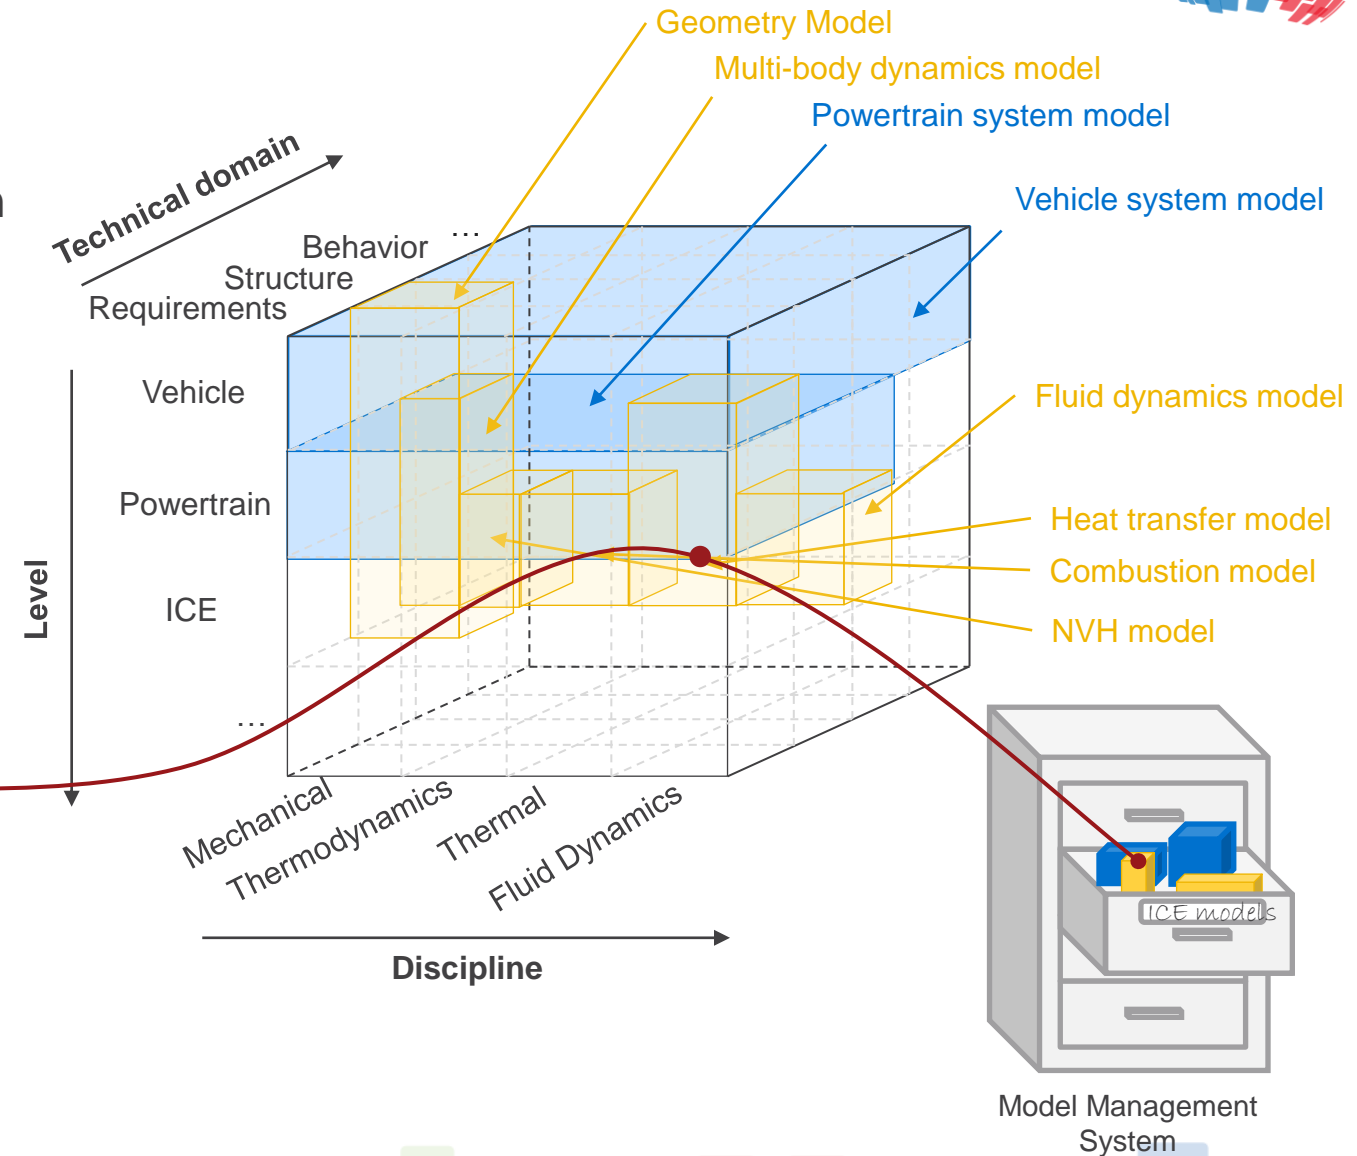 Geometry Model
Multi-body dynamics model
Powertrain system model
Technical domain
Vehicle system model
...
Behavior
Structure
Requirements
Vehicle
Fluid dynamics model
Powertrain
Heat transfer model
Combustion model
Level
ICE
NVH model
...
Mechanical
Thermodynamics
Thermal
Fluid Dynamics
ICE models
Discipline
Model Management
System